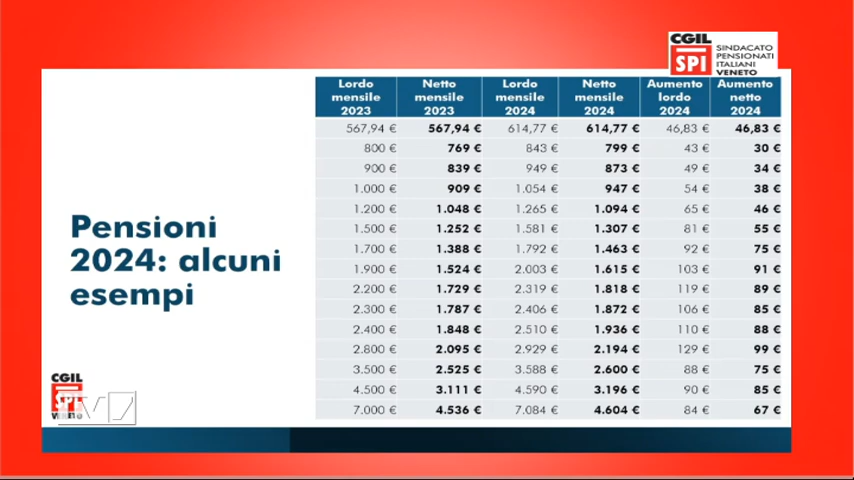 CGIL
SPI
SINDACATO
PENSIONATI
ITALIANI
VENETO
Lordo mensile 2023 Netto mensile 2023 Lordo mensile 2024 Netto mensile 2024 Aumento lordo 2024 Aumento netto 2024
567,94 € 567,94 € 614,77 € 614,77 € 46,83 € 46,83 €
800 € 769 € 843 € 799 € 43 € 30 €
900 € 839 € 949 € 873 € 49 € 34 €
1.000 € 909 € 1.054 € 947 € 54 € 38 €
1.200 € 1.048 € 1.265 € 1.094 € 65 € 46 €
1.500 € 1.252 € 1.581 € 1.307 € 81 € 55 €
1.700 € 1.388 € 1.792 € 1.463 € 92 € 75 €
1.900 € 1.524 € 2.003 € 1.615 € 103 € 91 €
2.200 € 1.729 € 2.319 € 1.818 € 119 € 89 €
2.300 € 1.787 € 2.406 € 1.872 € 106 € 85 €
2.400 € 1.848 € 2.510 € 1.936 € 110 € 88 €
2.800 € 2.095 € 2.929 € 2.194 € 129 € 99 €
3.500 € 2.525 € 3.588 € 2.600 € 88 € 75 €
4.500 € 3.111 € 4.590 € 3.196 € 90 € 85 €
7.000 € 4.536 € 7.084 € 4.604 € 84 € 67 €
Pensioni
2024: alcuni
esempi
CGIL
SPI
VENETO